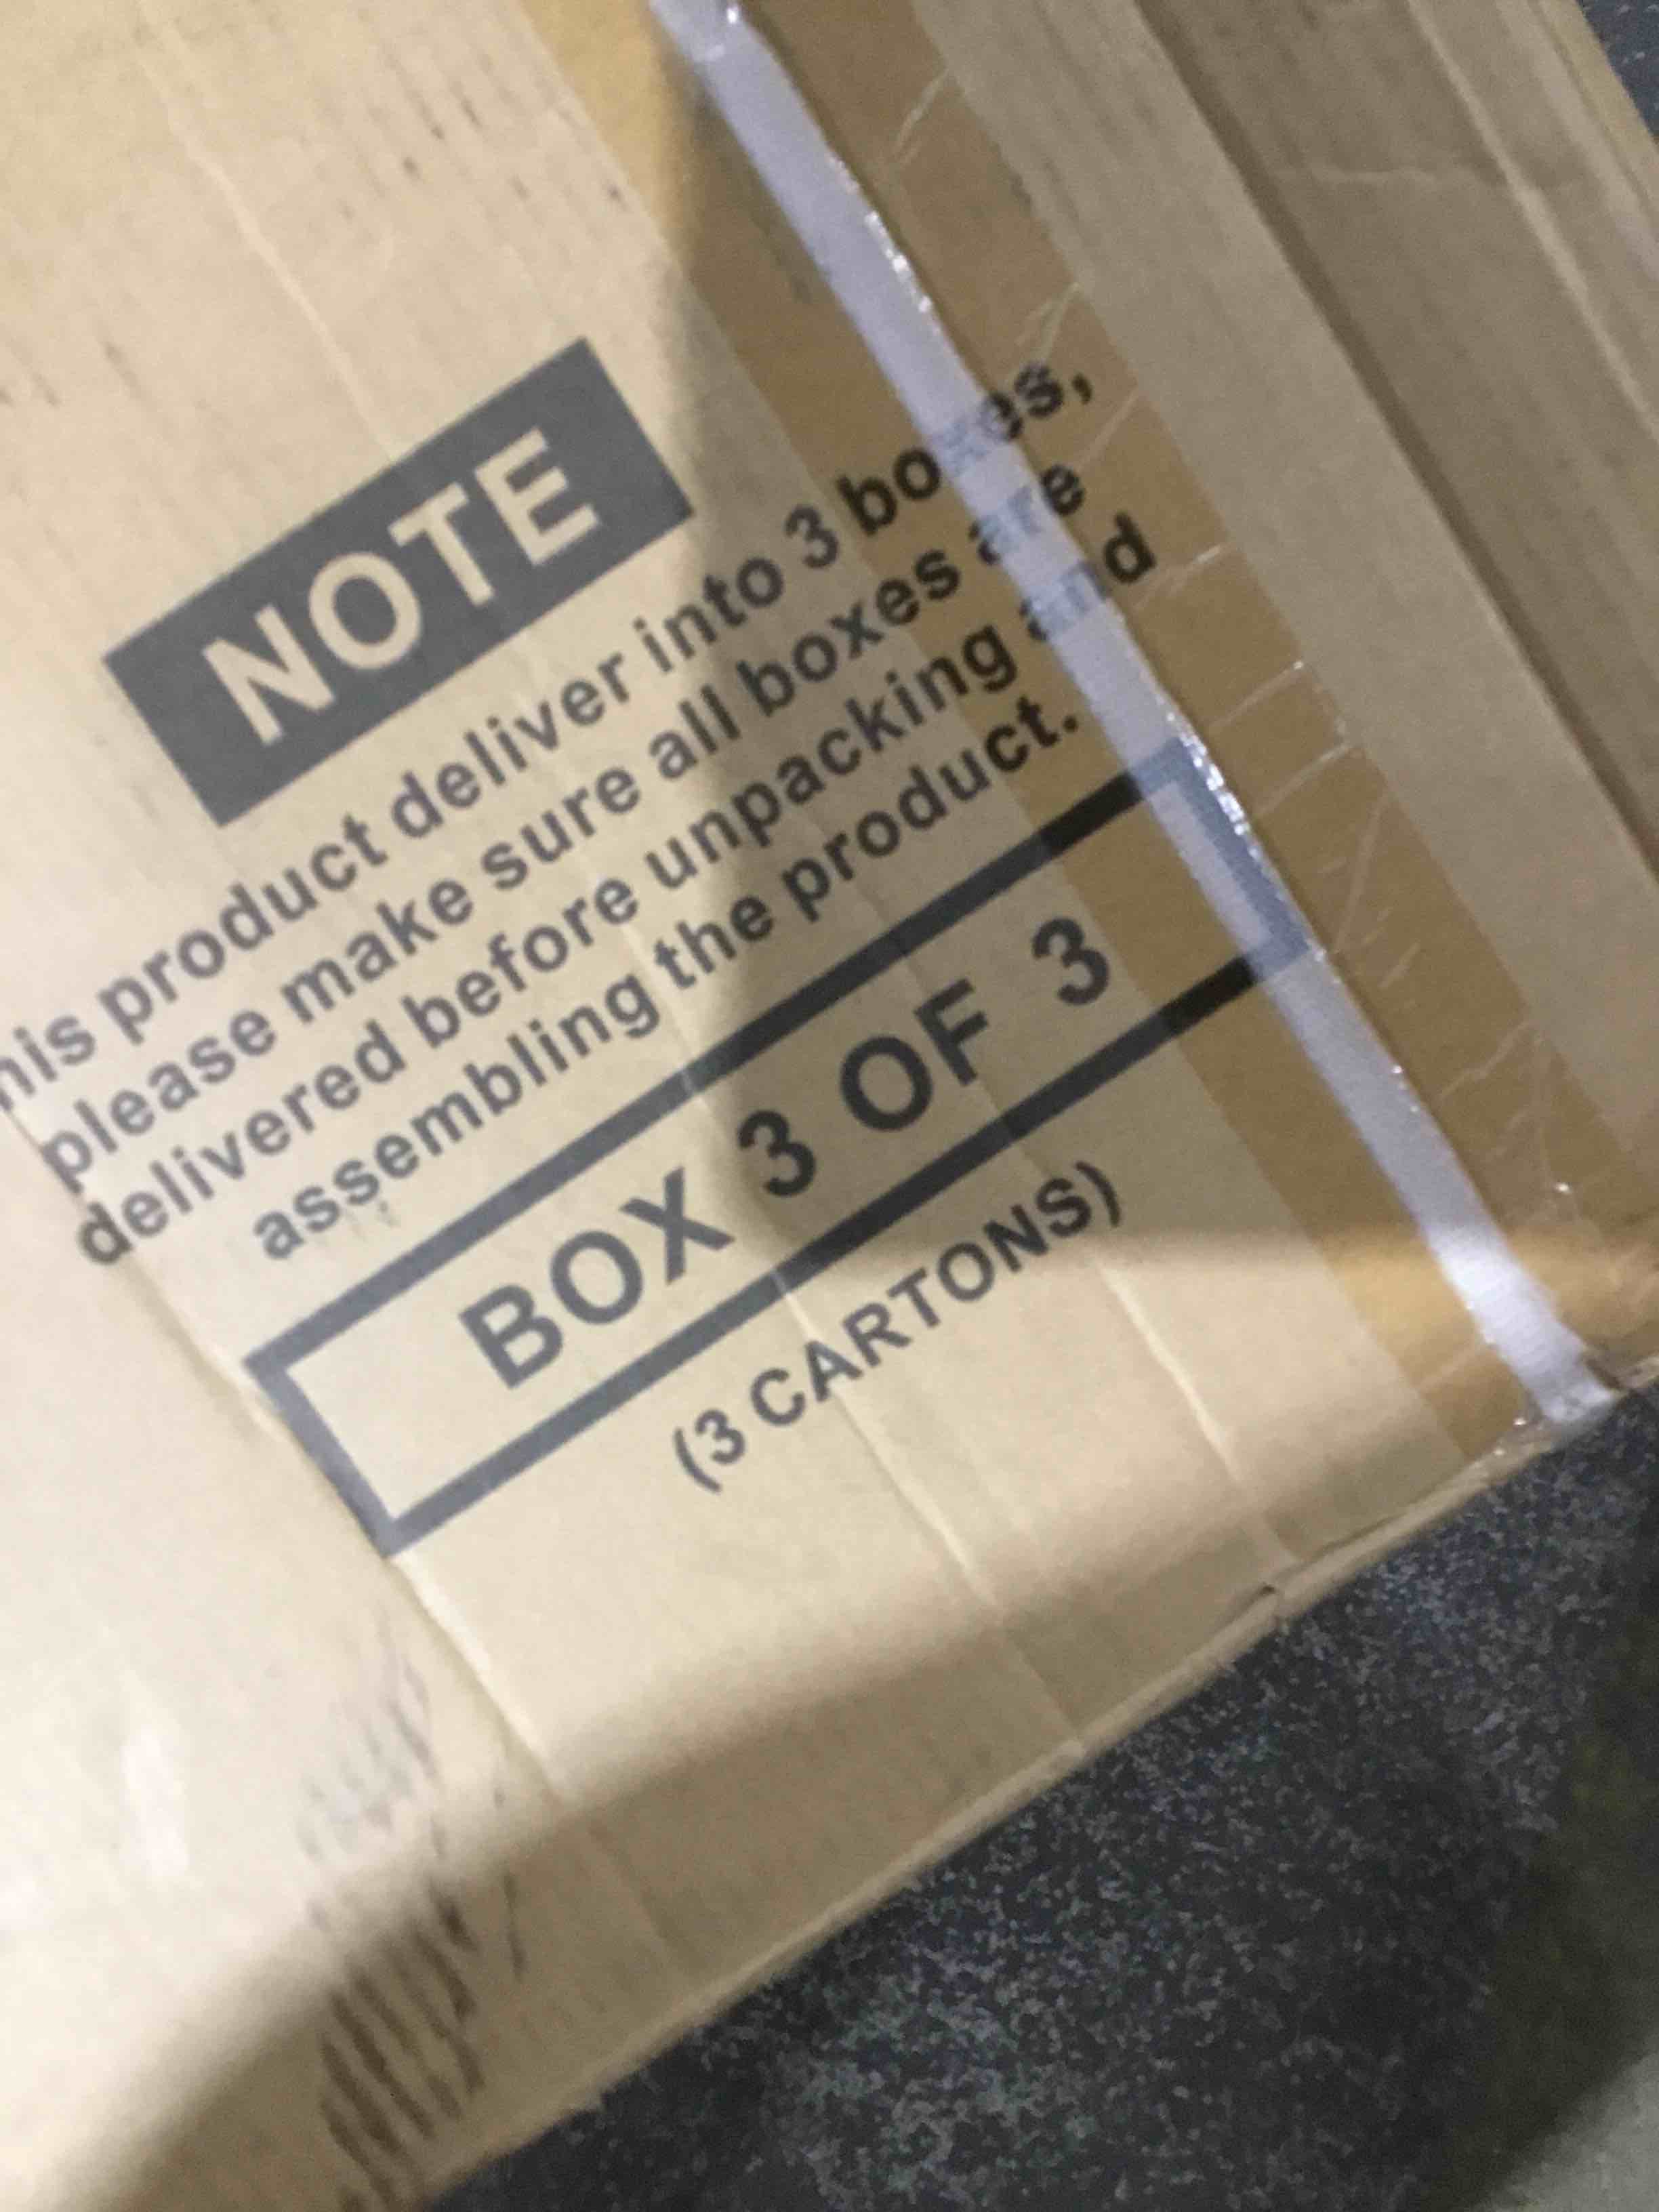 NOTE
his product deliver into 3 boxes,
please make sure all boxes are
delivered before unpacking and
assembling the product.
BOX 3 OF 3
(3 CARTONS)